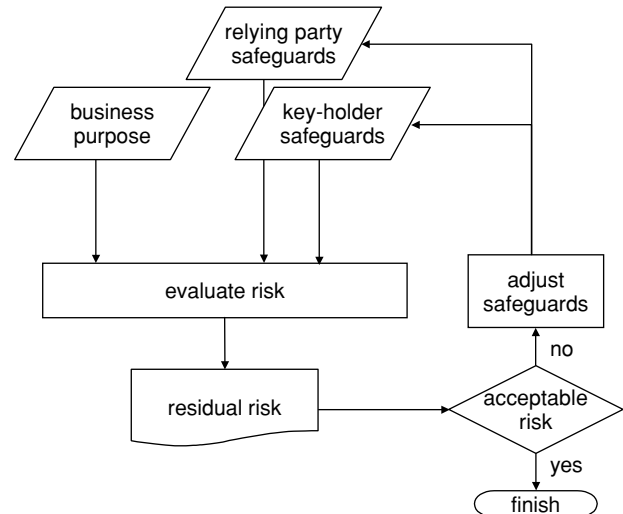 relying party
safeguards
business
purpose
key-holder
safeguards
evaluate risk
adjust
safeguards
no
residual risk
acceptable
risk
yes
finish